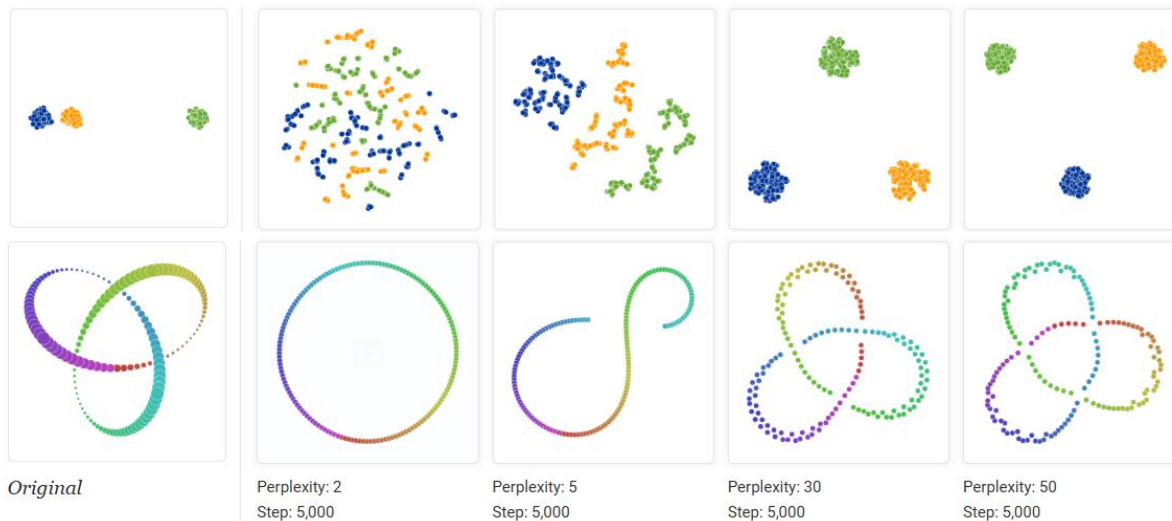 Original
Perplexity: 2
Step: 5,000
Perplexity: 5
Step: 5,000
Perplexity: 30
Step: 5,000
Perplexity: 50
Step: 5,000